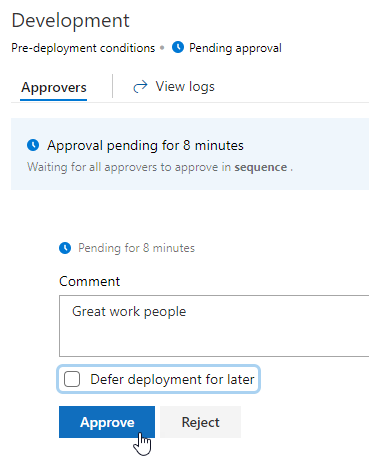 Development
Pre-deployment conditions • Pending approval
Approvers
View logs
Approval pending for 8 minutes
Waiting for all approvers to approve in sequence .
Pending for 8 minutes
Comment
Great work people
Defer deployment for later
Approve
Reject